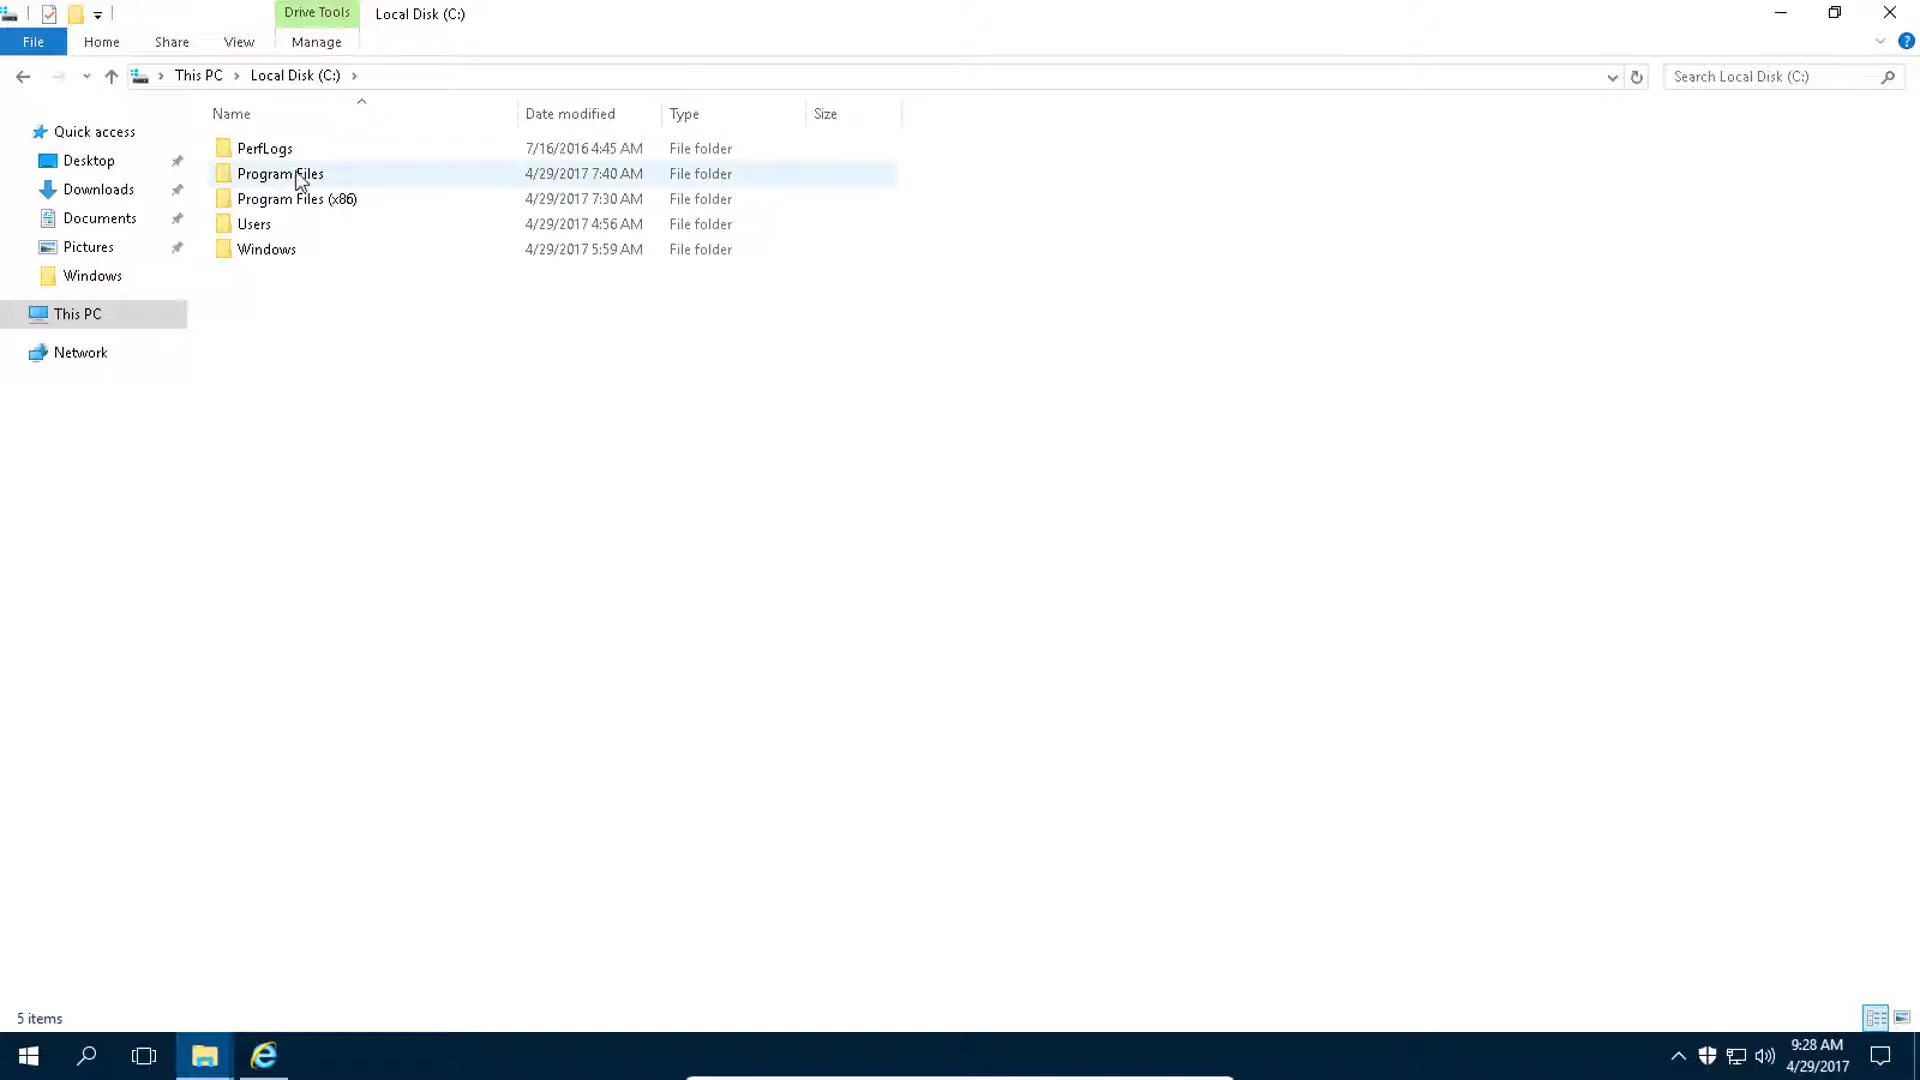 Drive Tools
Local Disk (C:)
File Home Share View Manage
This PC Local Disk (C:)
Search Local Disk (C:)
Name Date modified Type Size
Quick access
Desktop
Downloads
Documents
Pictures
Windows
This PC
Network
PerfLogs 7/16/2016 4:45 AM File folder
Program Files 4/29/2017 7:40 AM File folder
Program Files (x86) 4/29/2017 7:30 AM File folder
Users 4/29/2017 4:56 AM File folder
Windows 4/29/2017 5:59 AM File folder
5 items
9:28 AM
4/29/2017